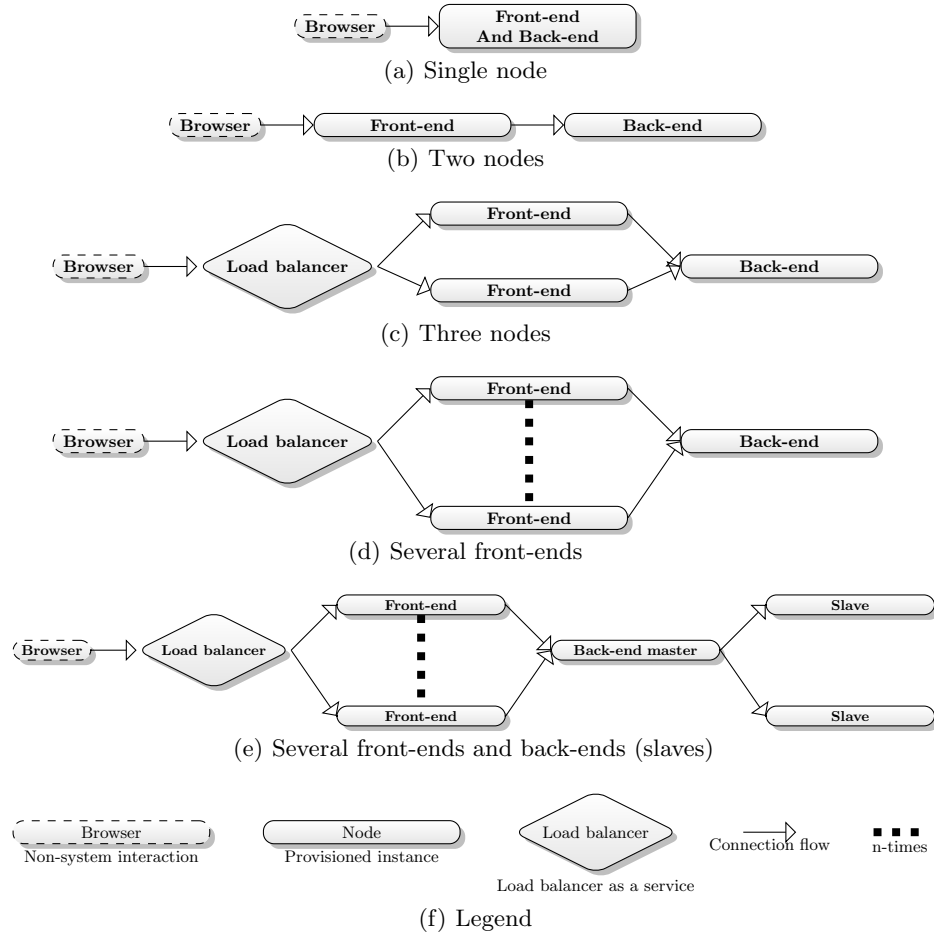 Browser
Front-end
And Back-end
(a) Single node
Browser
Front-end
Back-end
(b) Two nodes
Front-end
Browser
Load balancer
Back-end
Front-end
(c) Three nodes
Front-end
Browser
Load balancer
Back-end
Front-end
(d) Several front-ends
Front-end
Slave
Browser
Load balancer
Back-end master
Front-end
Slave
(e) Several front-ends and back-ends (slaves)
Browser
Non-system interaction
Node
Provisioned instance
Load balancer
Load balancer as a service
Connection flow
n-times
(f) Legend